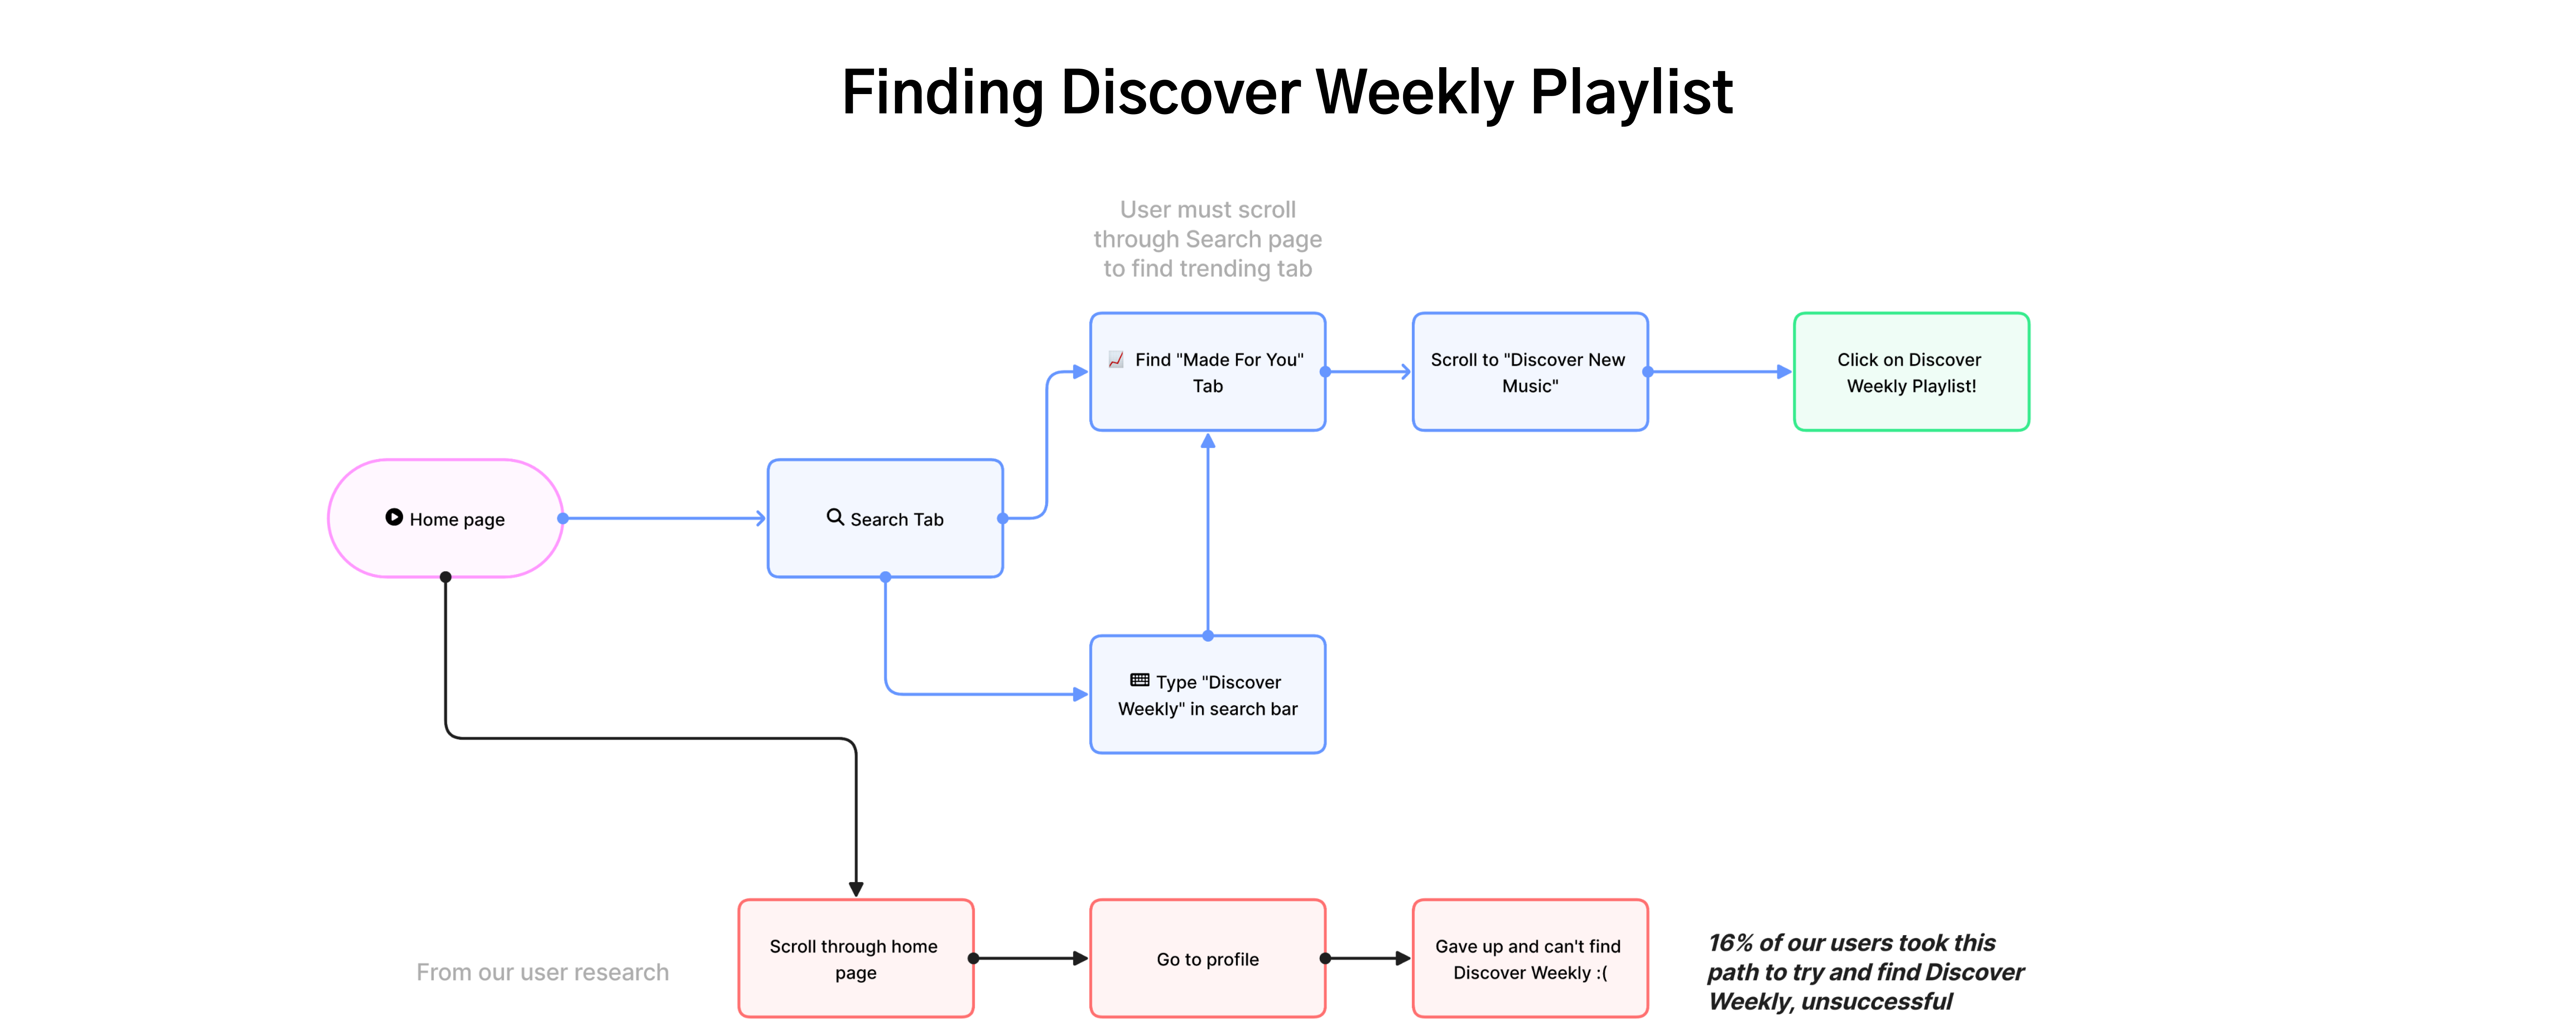 Finding Discover Weekly Playlist
User must scroll
through Search page
to find trending tab
Find "Made For You"
Tab
Scroll to "Discover New
Music"
Click on Discover
Weekly Playlist!
Home page
Search Tab
Type "Discover
Weekly" in search bar
From our user research
Scroll through home
page
Go to profile
Gave up and can't find
Discover Weekly :(
16% of our users took this
path to try and find Discover
Weekly, unsuccessful